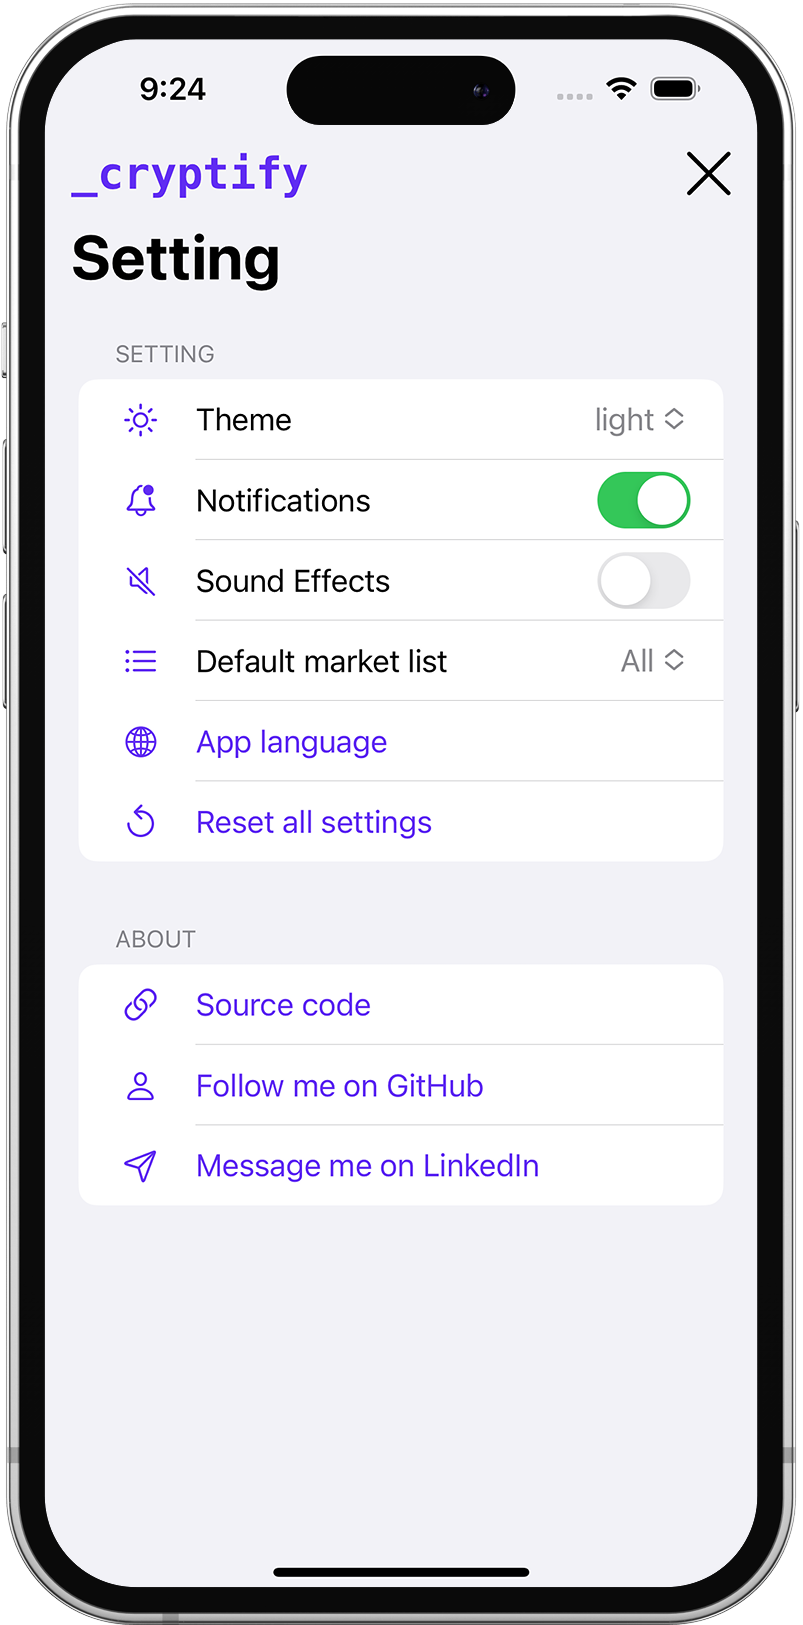 9:24
_cryptify
Setting
SETTING
Theme light
Notifications
Sound Effects
Default market list All
App language
Reset all settings
ABOUT
Source code
Follow me on GitHub
Message me on LinkedIn